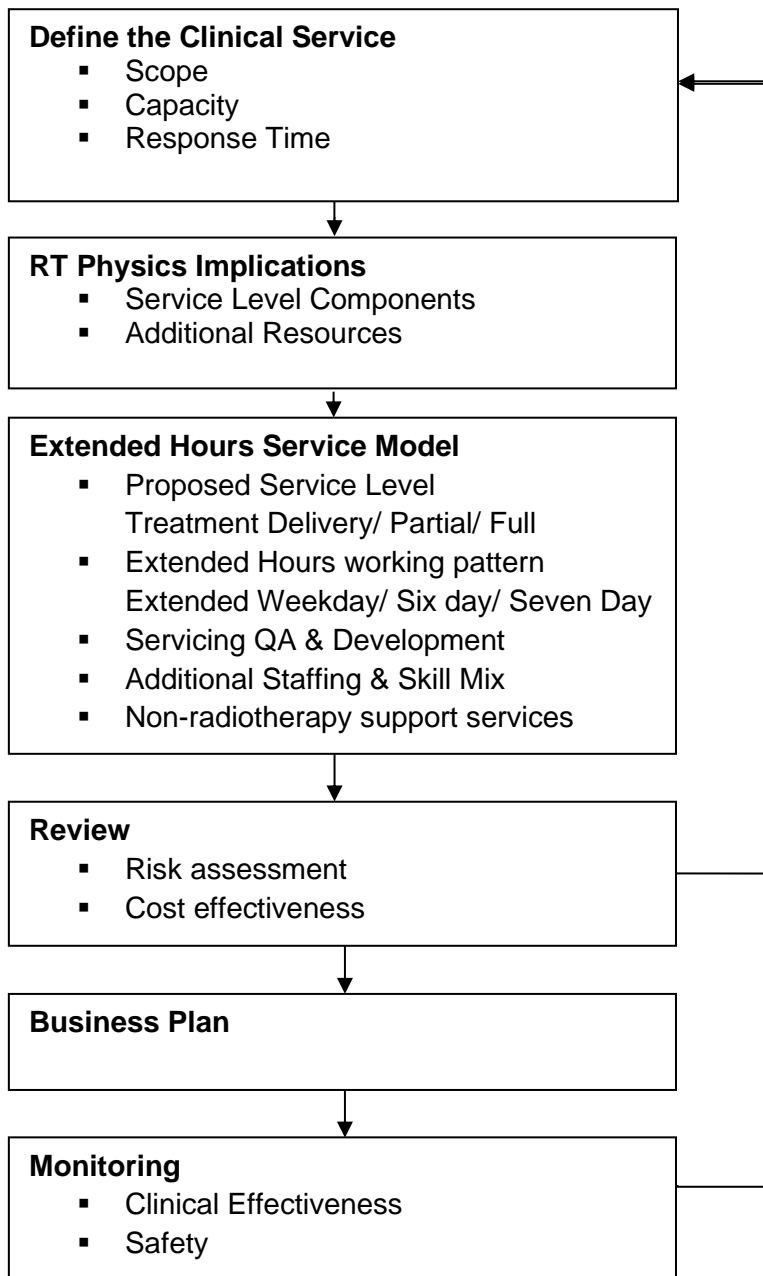 Define the Clinical Service
▪ Scope
▪ Capacity
▪ Response Time
RT Physics Implications
▪ Service Level Components
▪ Additional Resources
Extended Hours Service Model
▪ Proposed Service Level
Treatment Delivery/ Partial/ Full
▪ Extended Hours working pattern
Extended Weekday/ Six day/ Seven Day
▪ Servicing QA & Development
▪ Additional Staffing & Skill Mix
▪ Non-radiotherapy support services
Review
▪ Risk assessment
▪ Cost effectiveness
Business Plan
Monitoring
▪ Clinical Effectiveness
▪ Safety